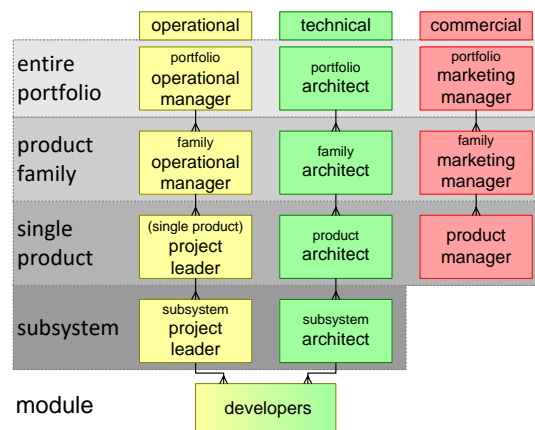 operational
technical
commercial
entire
portfolio
portfolio
operational
manager
portfolio
architect
portfolio
marketing
manager
product
family
family
operational
manager
family
architect
family
marketing
manager
single
product
(single product)
project
leader
product
architect
product
manager
subsystem
subsystem
project
leader
subsystem
architect
module
developers